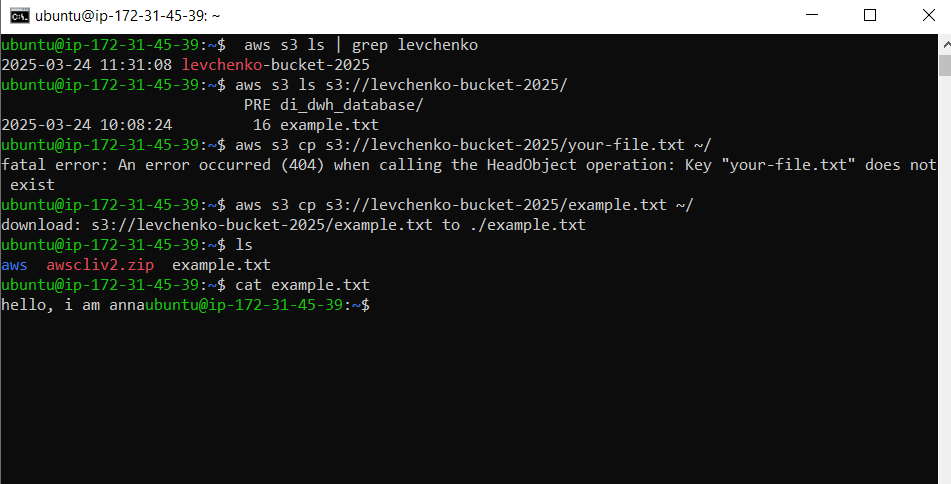 ubuntu@ip-172-31-45-39: ~
ubuntu@ip-172-31-45-39:~$  aws s3 ls | grep levchenko
2025-03-24 11:31:08 levchenko-bucket-2025
ubuntu@ip-172-31-45-39:~$ aws s3 ls s3://levchenko-bucket-2025/
                           PRE di_dwh_database/
2025-03-24 10:08:24         16 example.txt
ubuntu@ip-172-31-45-39:~$ aws s3 cp s3://levchenko-bucket-2025/your-file.txt ~/
fatal error: An error occurred (404) when calling the HeadObject operation: Key "your-file.txt" does not
 exist
ubuntu@ip-172-31-45-39:~$ aws s3 cp s3://levchenko-bucket-2025/example.txt ~/
download: s3://levchenko-bucket-2025/example.txt to ./example.txt
ubuntu@ip-172-31-45-39:~$ ls
aws  awscliv2.zip  example.txt
ubuntu@ip-172-31-45-39:~$ cat example.txt
hello, i am annaubuntu@ip-172-31-45-39:~$